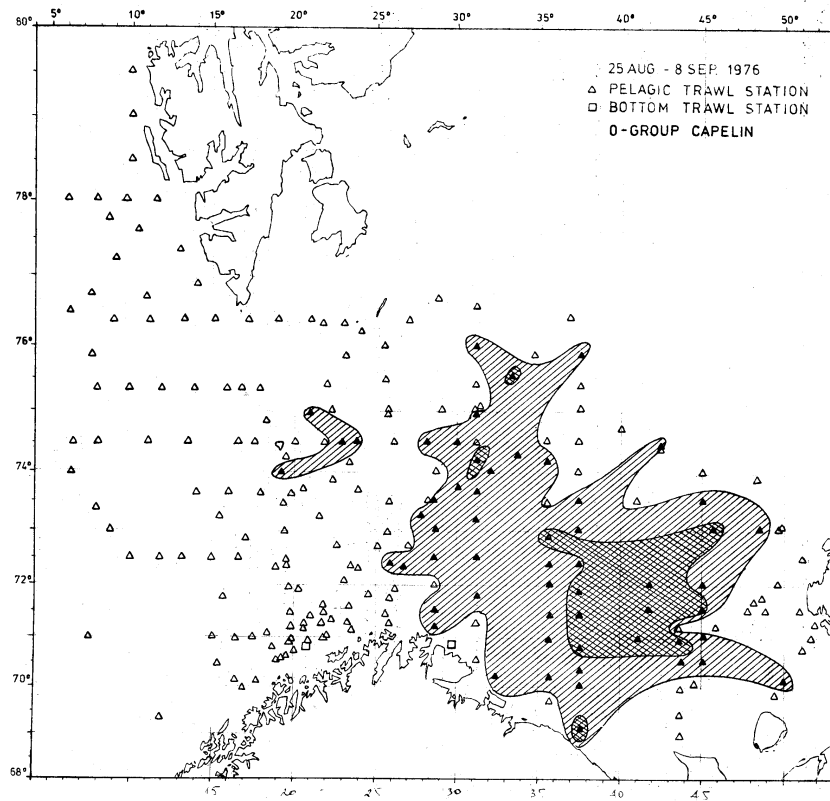 5° 10° 15° 20° 25° 30° 35° 40° 45° 50°
80°
25 AUG - 8 SEP. 1976
△ PELAGIC TRAWL STATION
□ BOTTOM TRAWL STATION
0-GROUP CAPELIN
78°
76°
74°
72°
70°
68°
15 20 25 30 35 40 45